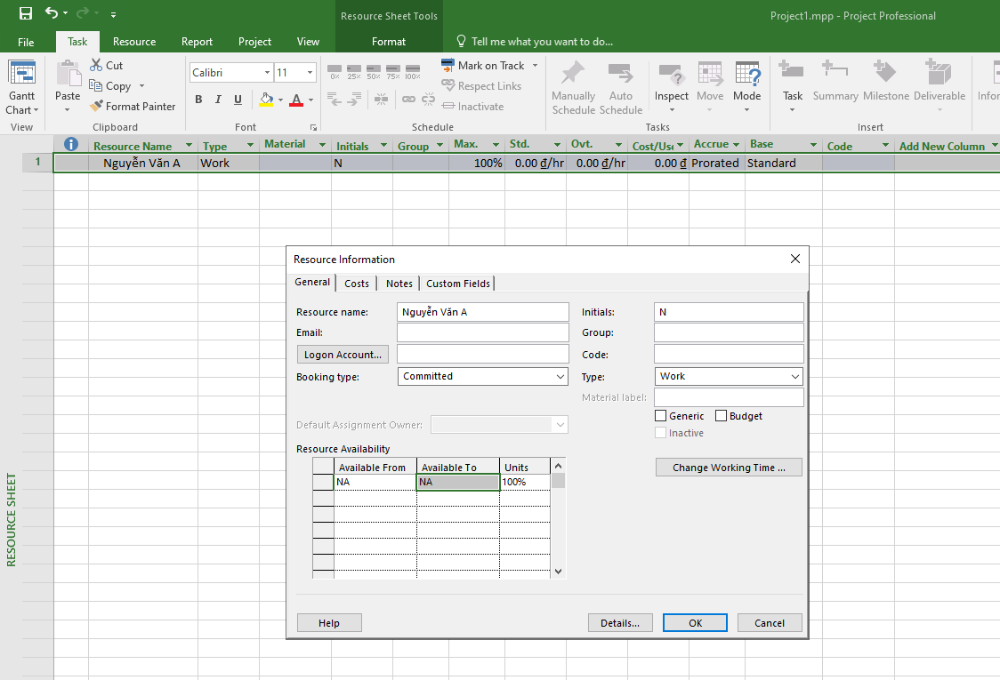 Resource Sheet Tools
Project1.mpp - Project Professional
File Task Resource Report Project View Format Tell me what you want to do...
Gantt Chart
Paste
Cut
Copy
Format Painter
Calibri 11
B I U A
0% 25% 50% 75% 100%
Mark on Track
Respect Links
Inactivate
Manually Schedule
Auto Schedule
Inspect
Move
Mode
Task
Summary
Milestone
Deliverable
View Clipboard Font Schedule Tasks Insert
Resource Name Type Material Initials Group Max. Std. Ovt. Cost/Use Accrue Base Code Add New Column
1 Nguyễn Văn A Work N 100% 0.00 ₫/hr 0.00 ₫/hr 0.00 ₫ Prorated Standard
RESOURCE SHEET
Resource Information
General Costs Notes Custom Fields
Resource name: Nguyễn Văn A Initials: N
Email: Group:
Logon Account... Code:
Booking type: Committed Type: Work
Material label:
Generic Budget
Default Assignment Owner: Inactive
Resource Availability
Available From Available To Units
NA NA 100%
Change Working Time ...
Help Details... OK Cancel